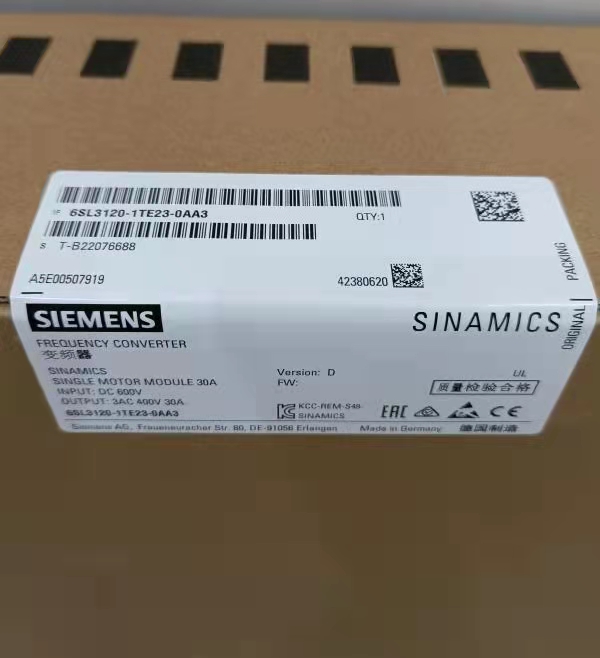 1P 6SL3120-1TE23-0AA3
QTY:1
S T-B22076688
A5E00507919
42380620
ORIGINAL PACKING
SIEMENS
SINAMICS
FREQUENCY CONVERTER
变频器
SINAMICS
SINGLE MOTOR MODULE 30A
INPUT: DC 600V
OUTPUT: 3AC 400V 30A
6SL3120-1TE23-0AA3
Version: D
FW:
UL
质量检验合格
KCC-REM-S49-
SINAMICS
EAC
CE
Siemens AG, Frauenauracher Str. 80, DE-91056 Erlangen
Made in Germany
德国制造